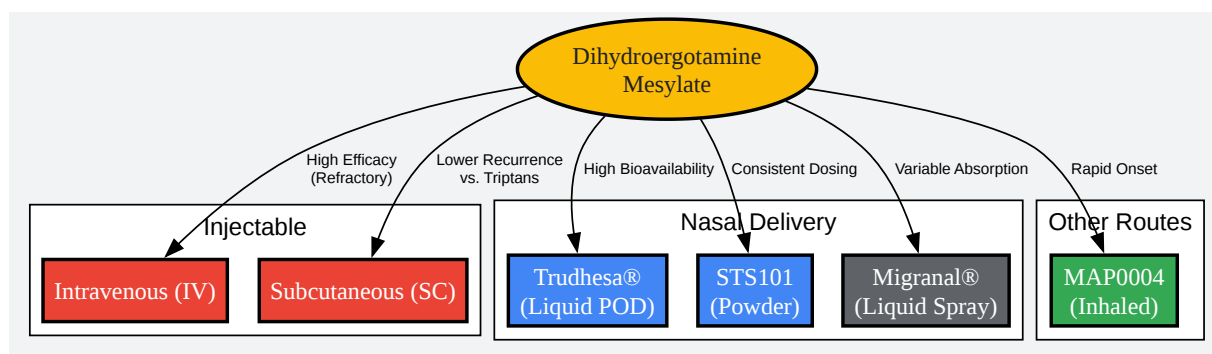 Dihydroergotamine
Mesylate
High Efficacy
(Refractory)
Lower Recurrence
vs. Triptans
High Bioavailability
Consistent Dosing
Variable Absorption
Rapid Onset
Injectable
Nasal Delivery
Other Routes
Intravenous (IV)
Subcutaneous (SC)
Trudhesa®
(Liquid POD)
STS101
(Powder)
Migranal®
(Liquid Spray)
MAP0004
(Inhaled)